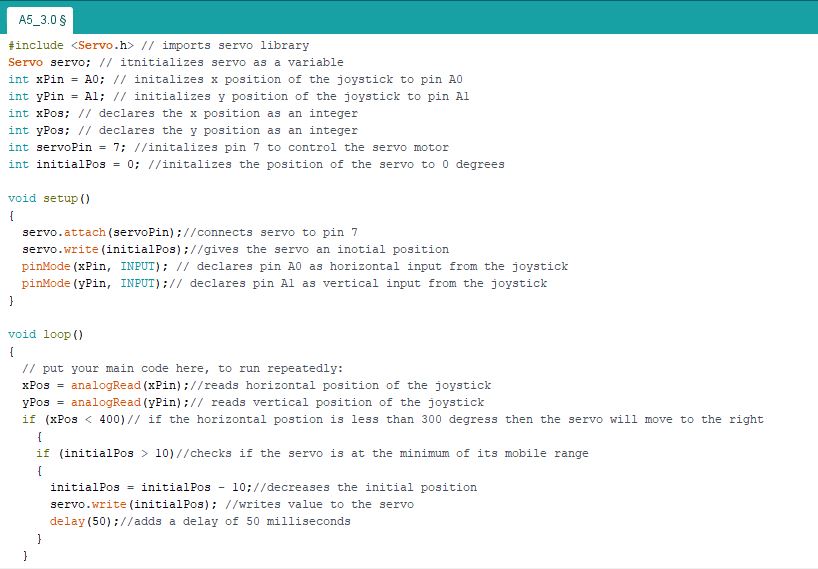 A5_3.0 §
#include <Servo.h> // imports servo library
Servo servo; // itnitializes servo as a variable
int xPin = A0; // initalizes x position of the joystick to pin A0
int yPin = A1; // initializes y position of the joystick to pin A1
int xPos; // declares the x position as an integer
int yPos; // declares the y position as an integer
int servoPin = 7; //initalizes pin 7 to control the servo motor
int initialPos = 0; //initalizes the position of the servo to 0 degrees

void setup()
{
  servo.attach(servoPin);//connects servo to pin 7
  servo.write(initialPos);//gives the servo an inotial position
  pinMode(xPin, INPUT); // declares pin A0 as horizontal input from the joystick
  pinMode(yPin, INPUT);// declares pin A1 as vertical input from the joystick
}

void loop()
{
  // put your main code here, to run repeatedly:
  xPos = analogRead(xPin);//reads horizontal position of the joystick
  yPos = analogRead(yPin);// reads vertical position of the joystick
  if (xPos < 400)// if the horizontal postion is less than 300 degress then the servo will move to the right
    {
    if (initialPos > 10)//checks if the servo is at the minimum of its mobile range
    {
      initialPos = initialPos - 10;//decreases the initial position
      servo.write(initialPos); //writes value to the servo
      delay(50);//adds a delay of 50 milliseconds
    }
  }